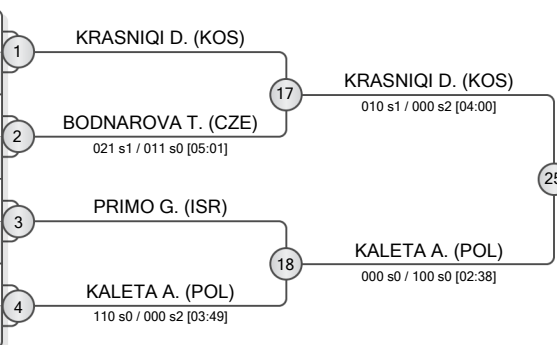 1
KRASNIQI D. (KOS)
17
KRASNIQI D. (KOS)
010 s1 / 000 s2 [04:00]
2
BODNAROVA T. (CZE)
021 s1 / 011 s0 [05:01]
25
3
PRIMO G. (ISR)
18
KALETA A. (POL)
000 s0 / 100 s0 [02:38]
4
KALETA A. (POL)
110 s0 / 000 s2 [03:49]